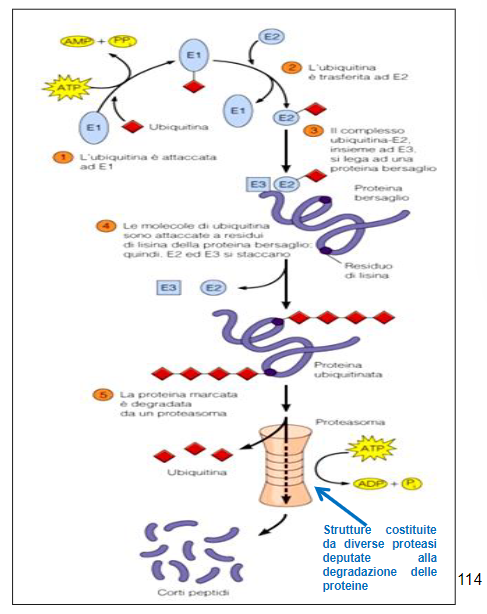 AMP + PPi
E1
E2
ATP
2 L'ubiquitina
è trasferita ad E2
E1
E2
E1
Ubiquitina
3 Il complesso
ubiquitina-E2,
insieme ad E3,
si lega ad una
proteina bersaglio
1 L'ubiquitina è attaccata
ad E1
E3 E2
Proteina
bersaglio
4 Le molecole di ubiquitina
sono attaccate a residui
di lisina della proteina bersaglio;
quindi, E2 ed E3 si staccano
Residuo
di lisina
E3 E2
Proteina
ubiquitinata
5 La proteina marcata
è degradata
da un proteasoma
Proteasoma
ATP
Ubiquitina
ADP + Pi
Strutture costituite
da diverse proteasi
deputate alla
degradazione delle
proteine
Corti peptidi
114